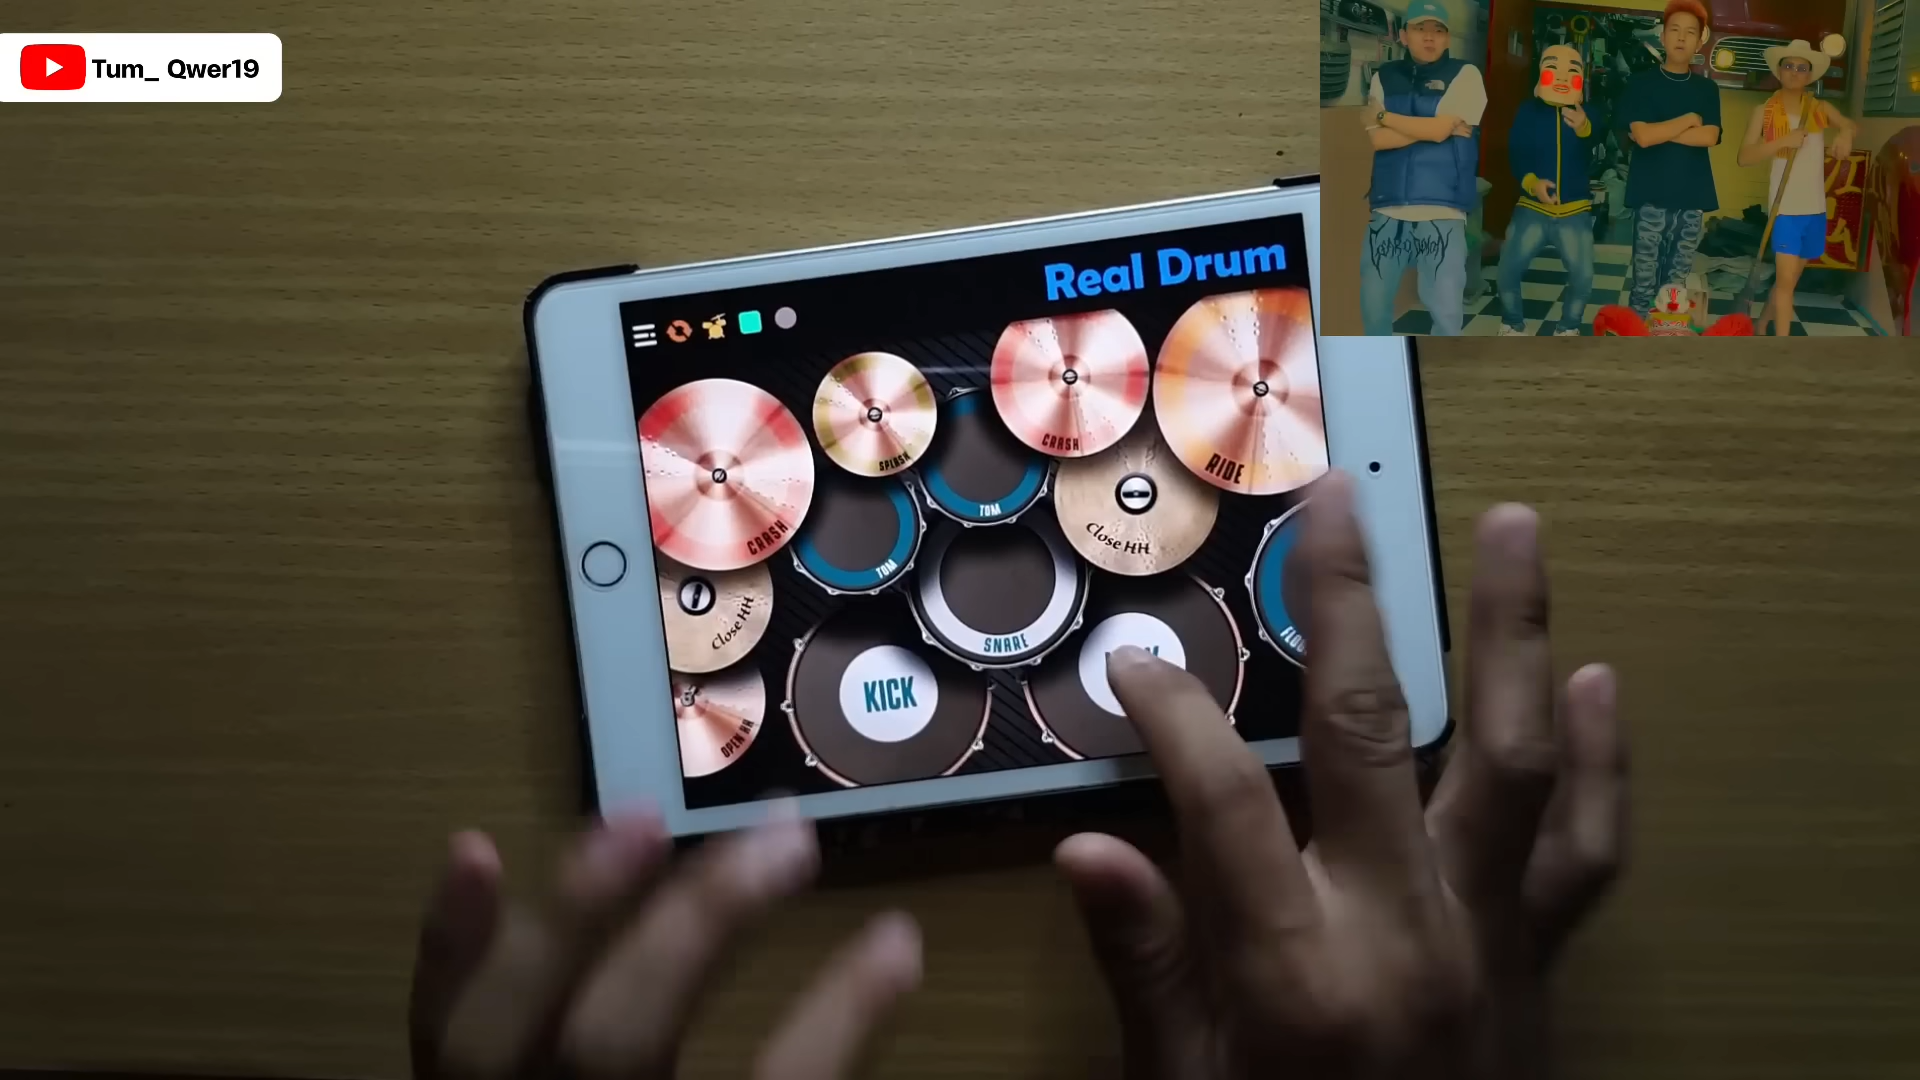 Tum_ Qwer19
Real Drum
CRASH
SPLASH
TOM
CRASH
RIDE
Close HH
TOM
SNARE
Close HH
OPEN HH
KICK